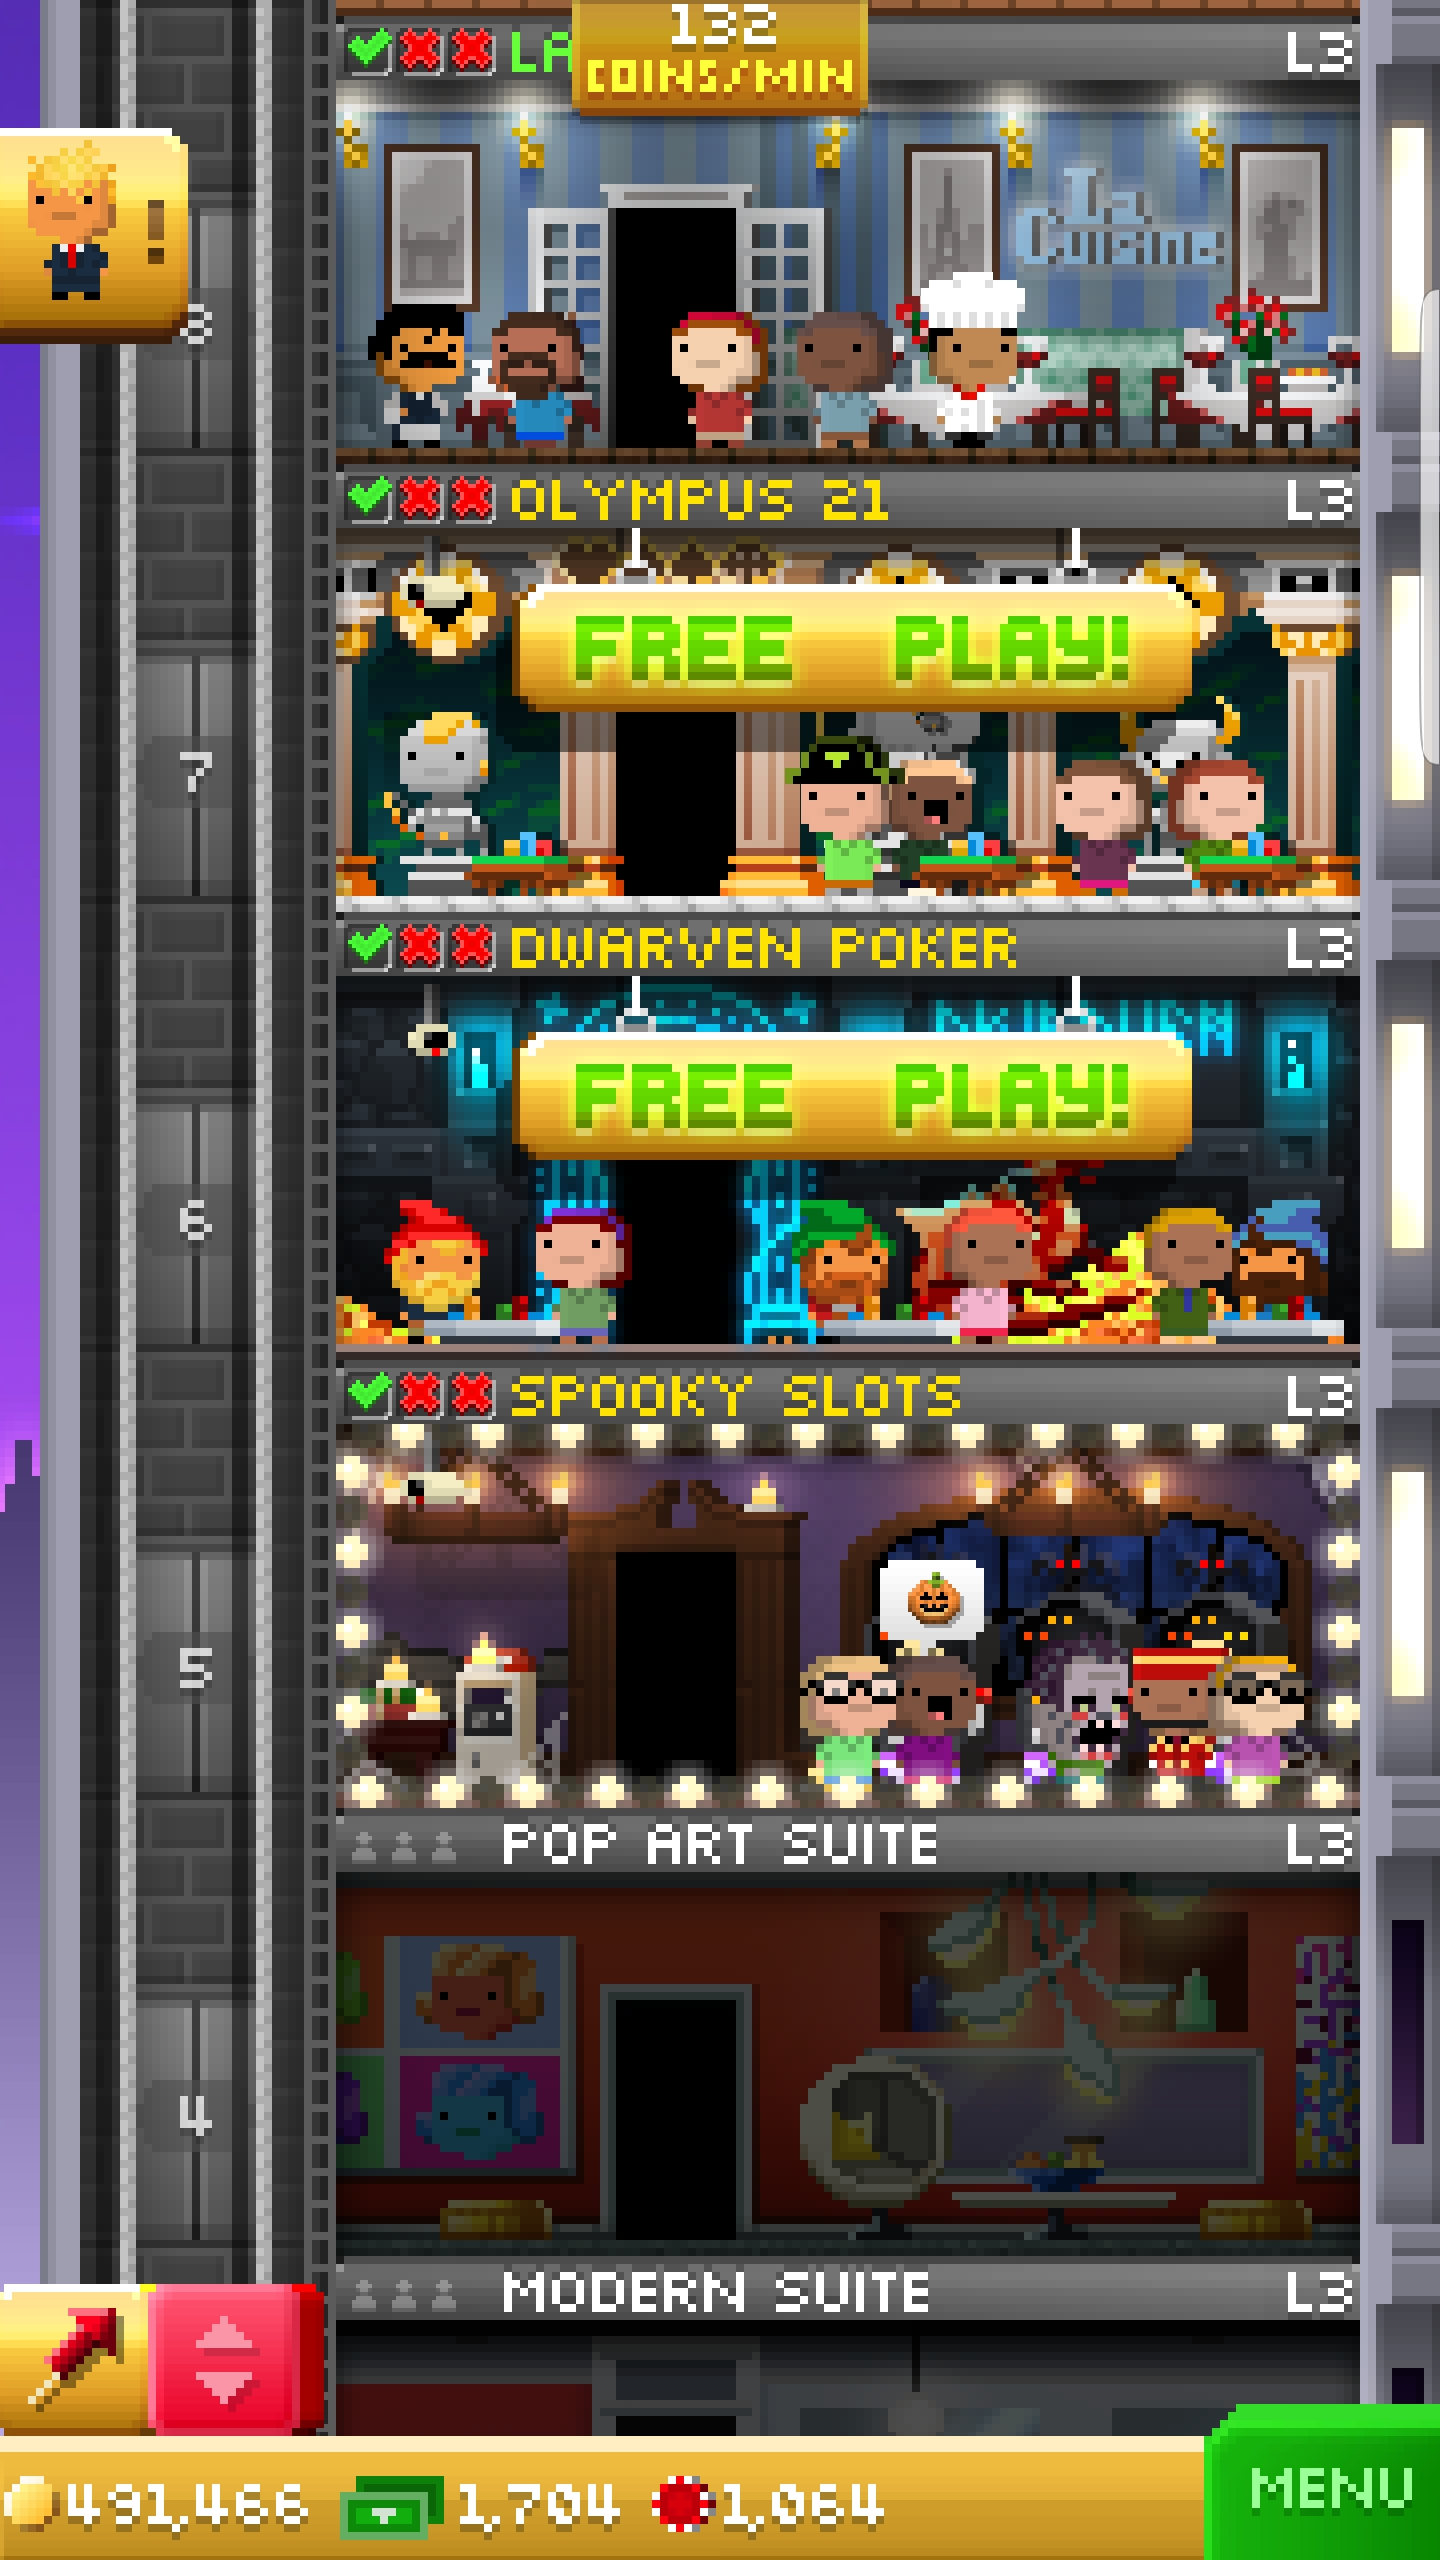 132
COINS/MIN
LA
L3
La
Cuisine
8
OLYMPUS 21
L3
FREE PLAY!
7
DWARVEN POKER
L3
FREE PLAY!
6
SPOOKY SLOTS
L3
5
POP ART SUITE
L3
4
MODERN SUITE
L3
491,466
1,704
1,064
MENU